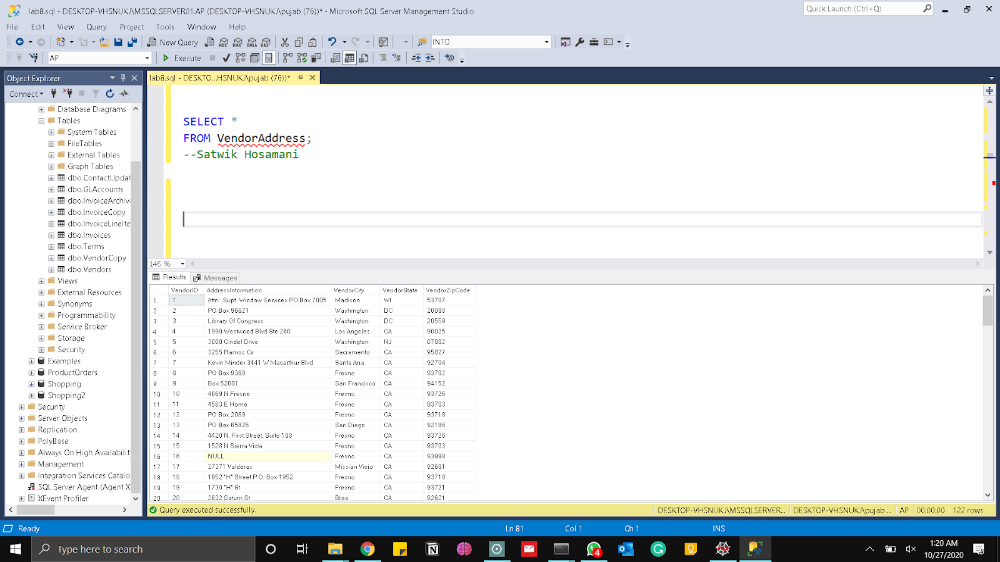 lab8.sql - DESKTOP-VHSNUKJ\MSSQLSERVER01.AP (DESKTOP-VHSNUKJ\pujab (76))* - Microsoft SQL Server Management Studio
Quick Launch (Ctrl+Q)
File Edit View Query Project Tools Window Help
New Query MDX DMX XMLA DAX INTO
AP Execute
Object Explorer
lab8.sql - DESKTO...HSNUKJ\pujab (76))*
Connect
Database Diagrams
Tables
System Tables
FileTables
External Tables
Graph Tables
dbo.ContactUpdat
dbo.GLAccounts
dbo.InvoiceArchiv
dbo.InvoiceCopy
dbo.InvoiceLineIte
dbo.Invoices
dbo.Terms
dbo.VendorCopy
dbo.Vendors
Views
External Resources
Synonyms
Programmability
Service Broker
Storage
Security
Examples
ProductOrders
Shopping
Shopping2
Security
Server Objects
Replication
PolyBase
Always On High Availabilit
Management
Integration Services Catalo
SQL Server Agent (Agent X
XEvent Profiler
SELECT *
FROM VendorAddress;
--Satwik Hosamani
146 %
Results Messages
VendorID AddressInformation VendorCity VendorState VendorZipCode
1 1 Attn: Supt. Window Services PO Box 7005 Madison WI 53707
2 2 PO Box 96621 Washington DC 20090
3 3 Library Of Congress Washington DC 20559
4 4 1990 Westwood Blvd Ste 260 Los Angeles CA 90025
5 5 3000 Cindel Drive Washington NJ 07882
6 6 3255 Ramos Cir Sacramento CA 95827
7 7 Kevin Minder 3441 W Macarthur Blvd Santa Ana CA 92704
8 8 PO Box 9369 Fresno CA 93792
9 9 Box 52001 San Francisco CA 94152
10 10 4669 N Fresno Fresno CA 93726
11 11 4583 E Home Fresno CA 93703
12 12 PO Box 2069 Fresno CA 93718
13 13 PO Box 85826 San Diego CA 92186
14 14 4420 N. First Street, Suite 108 Fresno CA 93726
15 15 1528 N Sierra Vista Fresno CA 93703
16 16 NULL Fresno CA 93888
17 17 27371 Valderas Mission Viejo CA 92691
18 18 1952 "H" Street P.O. Box 1952 Fresno CA 93718
19 19 1730 "H" St Fresno CA 93721
20 20 2632 Saturn St Brea CA 92621
Query executed successfully. DESKTOP-VHSNUKJ\MSSQLSERVER... DESKTOP-VHSNUKJ\pujab ... AP 00:00:00 122 rows
Ready Ln 81 Col 1 Ch 1 INS
Type here to search
4
1:20 AM
10/27/2020